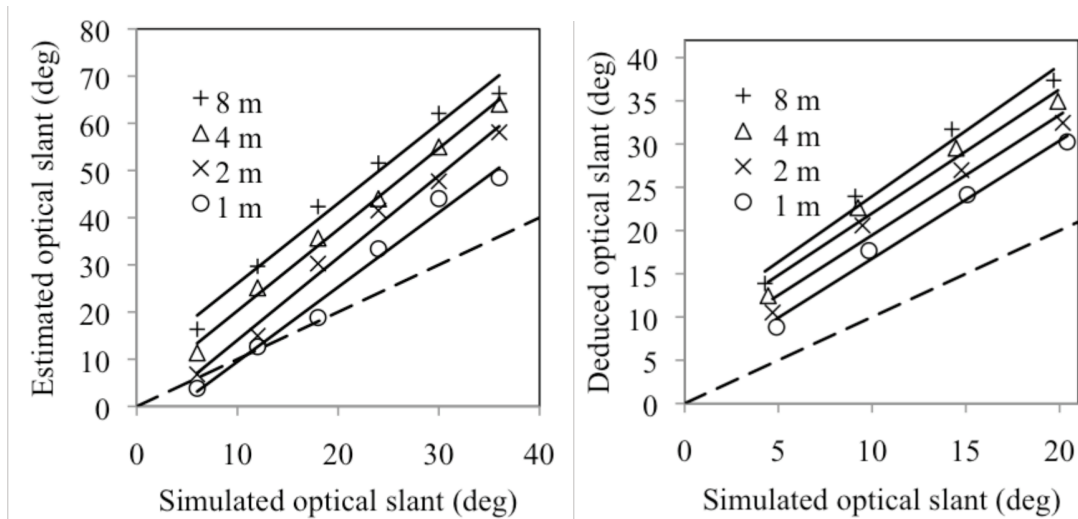 Estimated optical slant (deg)
80
70
60
50
40
30
20
10
0
+ 8 m
△ 4 m
× 2 m
○ 1 m
0 10 20 30 40
Simulated optical slant (deg)
Deduced optical slant (deg)
40
35
30
25
20
15
10
5
0
+ 8 m
△ 4 m
× 2 m
○ 1 m
0 5 10 15 20
Simulated optical slant (deg)